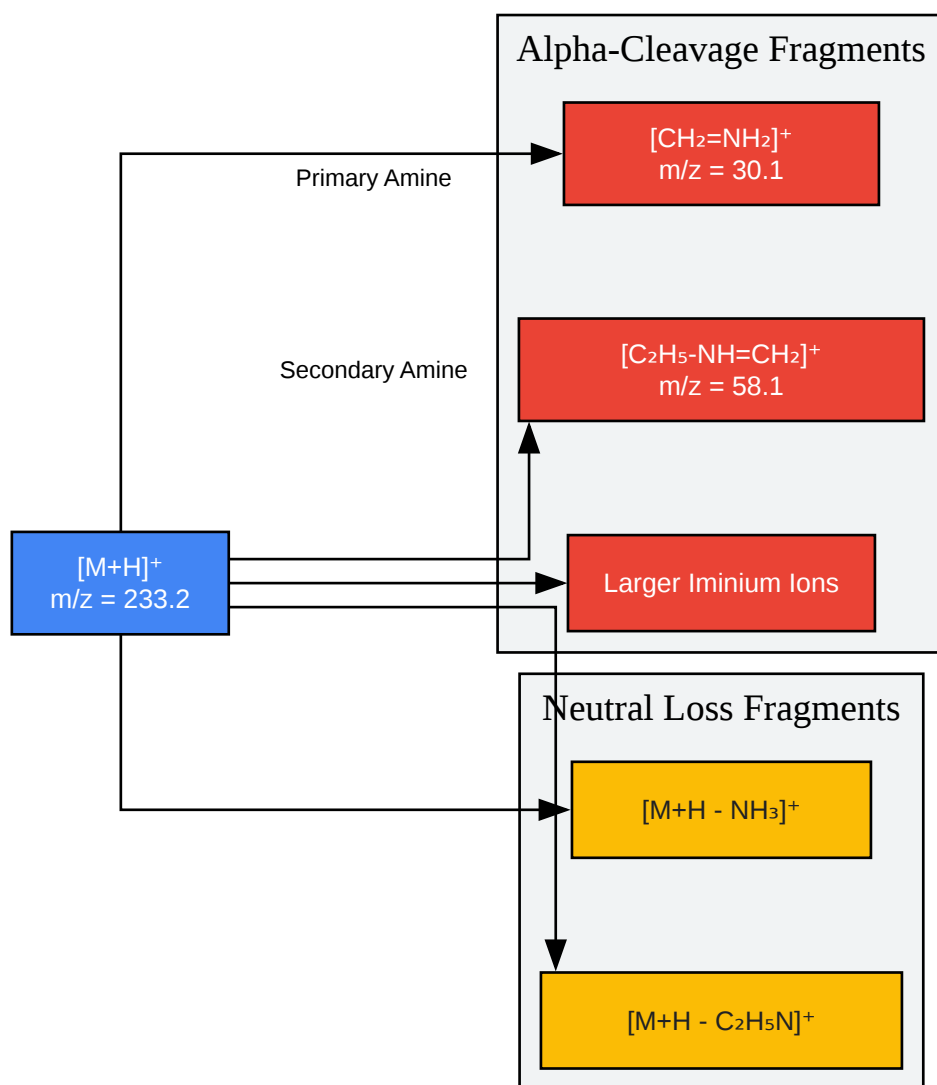 Alpha-Cleavage Fragments
[CH₂=NH₂]⁺
m/z = 30.1
Primary Amine
[C₂H₅-NH=CH₂]⁺
m/z = 58.1
Secondary Amine
[M+H]⁺
m/z = 233.2
Larger Iminium Ions
Neutral Loss Fragments
[M+H - NH₃]⁺
[M+H - C₂H₅N]⁺